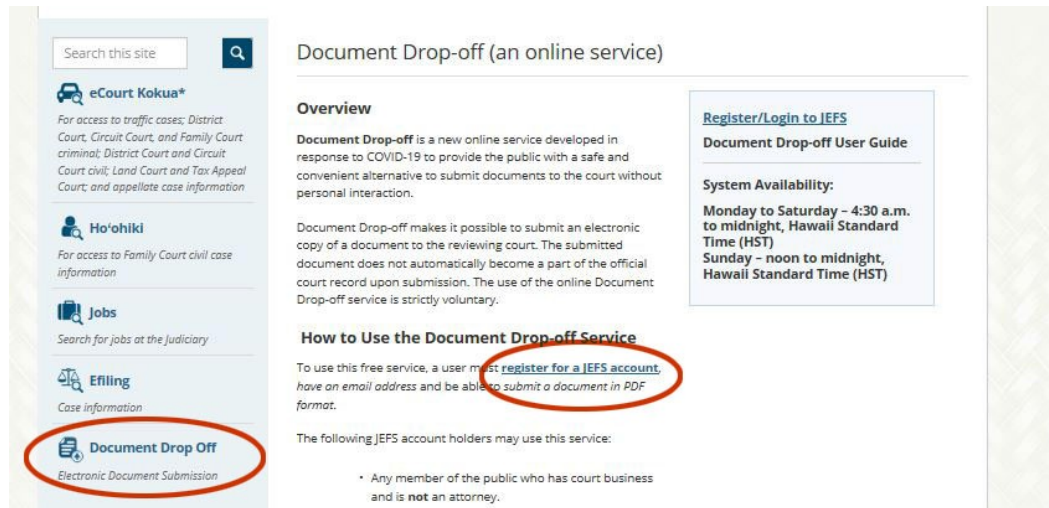 Search this site
eCourt Kokua*
For access to traffic cases; District
Court, Circuit Court, and Family Court
criminal; District Court and Circuit
Court civil; Land Court and Tax Appeal
Court; and appellate case information
Hoʻohiki
For access to Family Court civil case
information
Jobs
Search for jobs at the Judiciary
Efiling
Case information
Document Drop Off
Electronic Document Submission
Document Drop-off (an online service)
Overview
Document Drop-off is a new online service developed in
response to COVID-19 to provide the public with a safe and
convenient alternative to submit documents to the court without
personal interaction.
Document Drop-off makes it possible to submit an electronic
copy of a document to the reviewing court. The submitted
document does not automatically become a part of the official
court record upon submission. The use of the online Document
Drop-off service is strictly voluntary.
How to Use the Document Drop-off Service
To use this free service, a user must register for a JEFS account,
have an email address and be able to submit a document in PDF
format.
The following JEFS account holders may use this service:
• Any member of the public who has court business
and is not an attorney.
Register/Login to JEFS
Document Drop-off User Guide
System Availability:
Monday to Saturday – 4:30 a.m.
to midnight, Hawaii Standard
Time (HST)
Sunday – noon to midnight,
Hawaii Standard Time (HST)